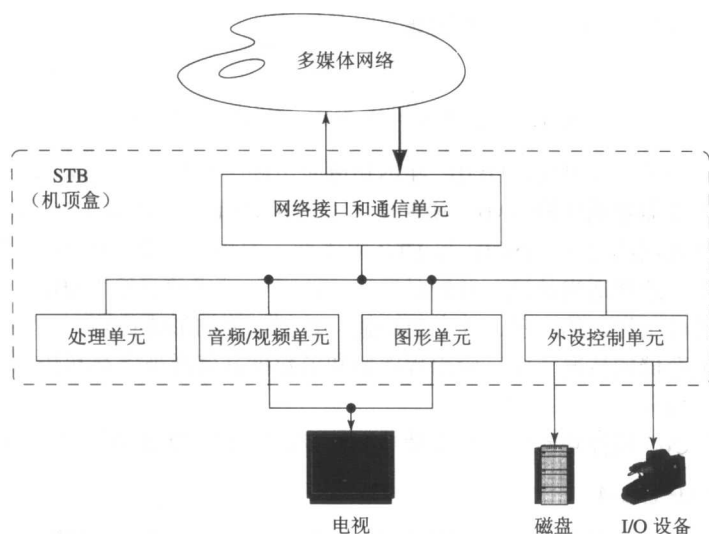 多媒体网络
STB
（机顶盒）
网络接口和通信单元
处理单元
音频/视频单元
图形单元
外设控制单元
电视
磁盘
I/O 设备